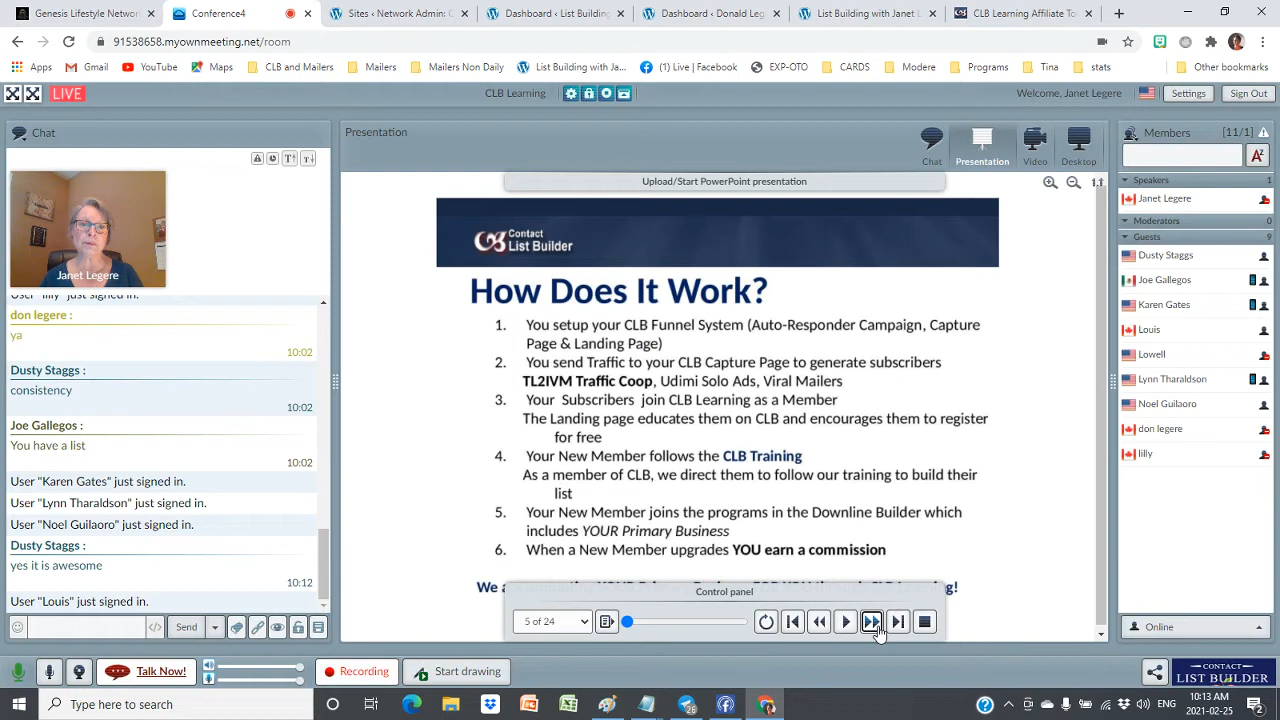 Genesis Lifestyle Networ
Conference4
Sites ‹ Network Admin: C
Dashboard ‹ List Building
Dashboard ‹ Donald Leg
List Building with Janet L
CLB Learning Affiliate To
91538658.myownmeeting.net/room
Apps
Gmail
YouTube
Maps
CLB and Mailers
Mailers
Mailers Non Daily
List Building with Ja...
(1) Live | Facebook
EXP-OTO
CARDS
Modere
Programs
Tina
stats
Other bookmarks
LIVE
CLB Learning
Welcome, Janet Legere
Settings
Sign Out
Chat
Janet Legere
User "lilly" just signed in.
don legere :
ya
10:02
Dusty Staggs :
consistency
10:02
Joe Gallegos :
You have a list
10:02
User "Karen Gates" just signed in.
User "Lynn Tharaldson" just signed in.
User "Noel Guilaoro" just signed in.
Dusty Staggs :
yes it is awesome
10:12
User "Louis" just signed in.
Send
Presentation
Chat
Presentation
Video
Desktop
Upload/Start PowerPoint presentation
1:1
Contact
List Builder
How Does It Work?
1. You setup your CLB Funnel System (Auto-Responder Campaign, Capture
Page & Landing Page)
2. You send Traffic to your CLB Capture Page to generate subscribers
TL2IVM Traffic Coop, Udimi Solo Ads, Viral Mailers
3. Your Subscribers join CLB Learning as a Member
The Landing page educates them on CLB and encourages them to register
for free
4. Your New Member follows the CLB Training
As a member of CLB, we direct them to follow our training to build their
list
5. Your New Member joins the programs in the Downline Builder which
includes YOUR Primary Business
6. When a New Member upgrades YOU earn a commission
We
Control panel
5 of 24
Members
[11/1]
Speakers
1
Janet Legere
Moderators
0
Guests
9
Dusty Staggs
Joe Gallegos
Karen Gates
Louis
Lowell
Lynn Tharaldson
Noel Guilaoro
don legere
lilly
Online
Talk Now!
Recording
Start drawing
CONTACT
LIST BUILDER
Type here to search
26
ENG
10:13 AM
2021-02-25